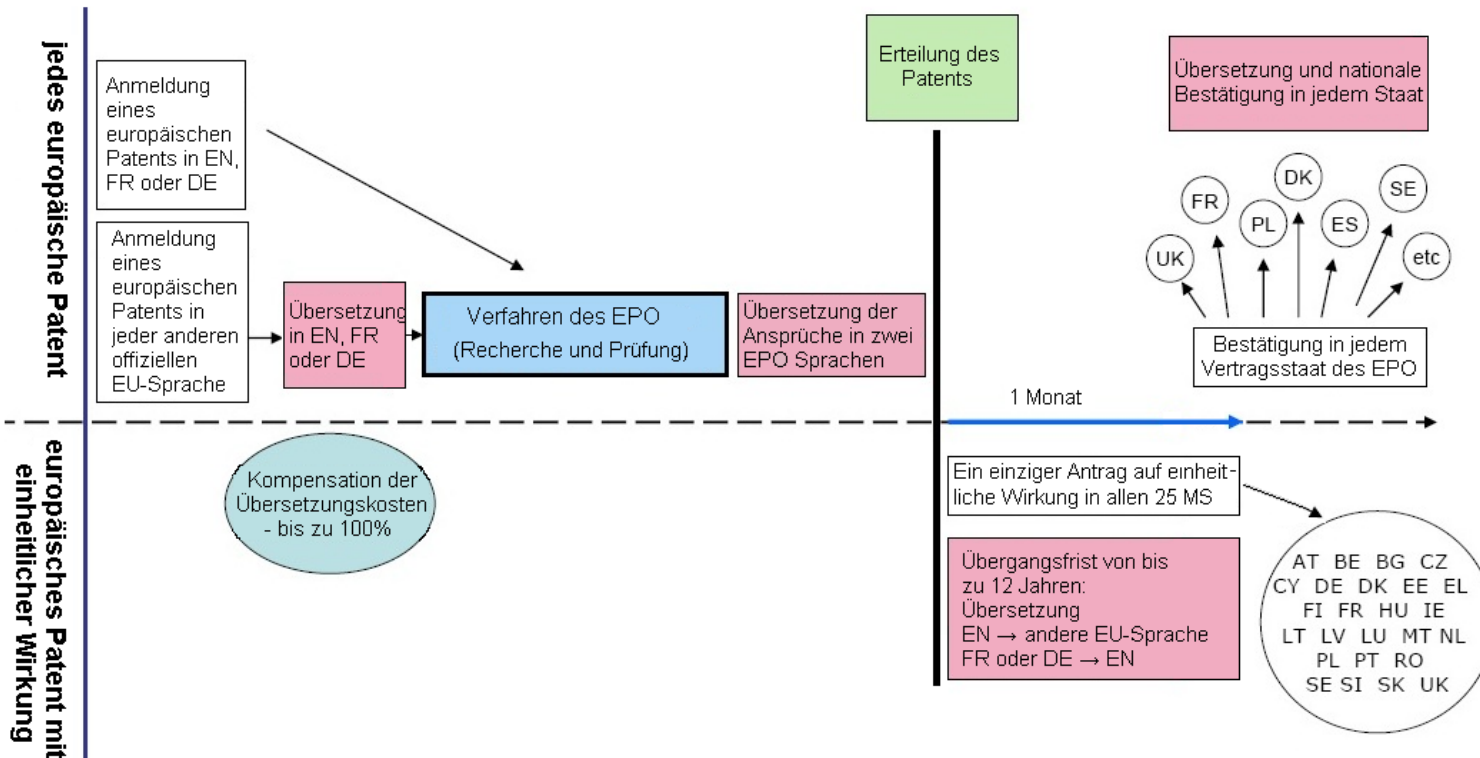 jedes europäische Patent
Anmeldung
eines
europäischen
Patents in EN,
FR oder DE
Anmeldung
eines
europäischen
Patents in
jeder anderen
offiziellen
EU-Sprache
Übersetzung
in EN, FR
oder DE
Verfahren des EPO
(Recherche und Prüfung)
Übersetzung der
Ansprüche in zwei
EPO Sprachen
Erteilung des
Patents
Übersetzung und nationale
Bestätigung in jedem Staat
UK
FR
PL
DK
ES
SE
etc
Bestätigung in jedem
Vertragsstaat des EPO
1 Monat
europäisches Patent mit
einheitlicher Wirkung
Kompensation der
Übersetzungskosten
- bis zu 100%
Ein einziger Antrag auf einheit-
liche Wirkung in allen 25 MS
Übergangsfrist von bis
zu 12 Jahren:
Übersetzung
EN → andere EU-Sprache
FR oder DE → EN
AT BE BG CZ
CY DE DK EE EL
FI FR HU IE
LT LV LU MT NL
PL PT RO
SE SI SK UK